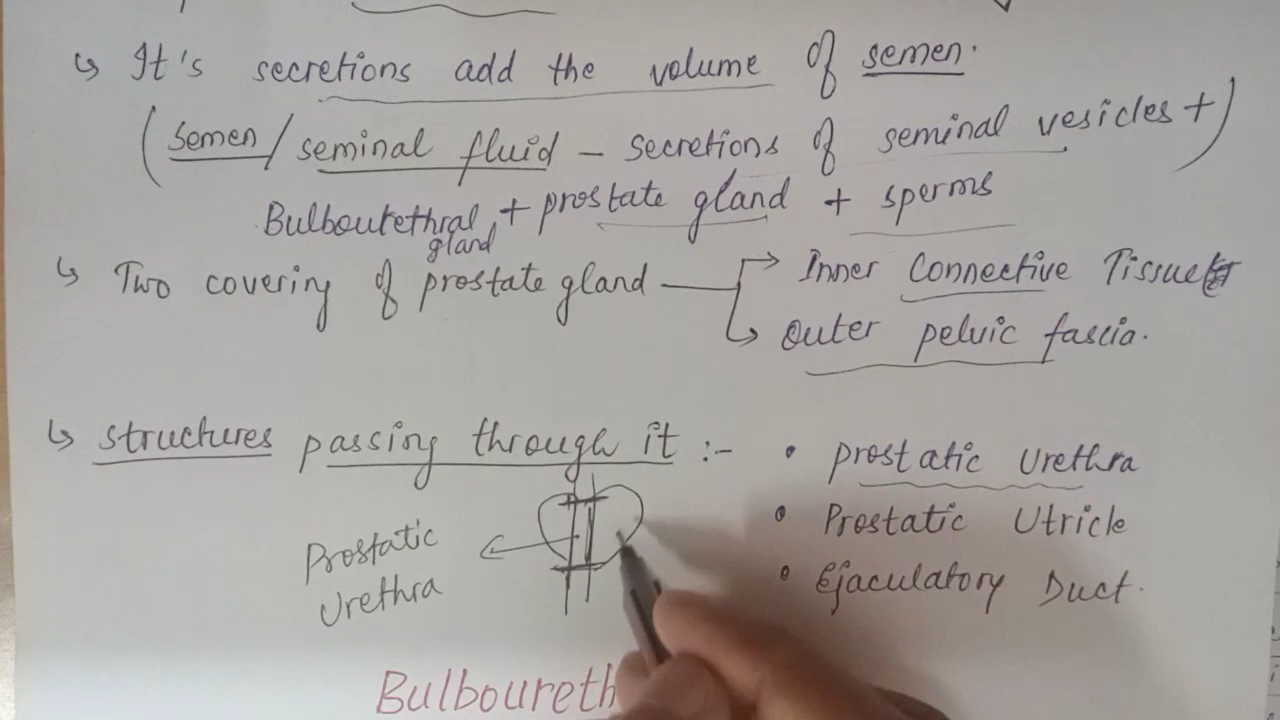 ↳ It's secretions add the volume of semen.
(semen/seminal fluid – secretions of seminal vesicles +)
Bulbourethral gland + prostate gland + sperms
↳ Two covering of prostate gland → Inner Connective Tissue
→ outer pelvic fascia.
↳ structures passing through it :- • prostatic urethra
• Prostatic Utricle
• Ejaculatory Duct.
Prostatic
urethra
Bulboureth